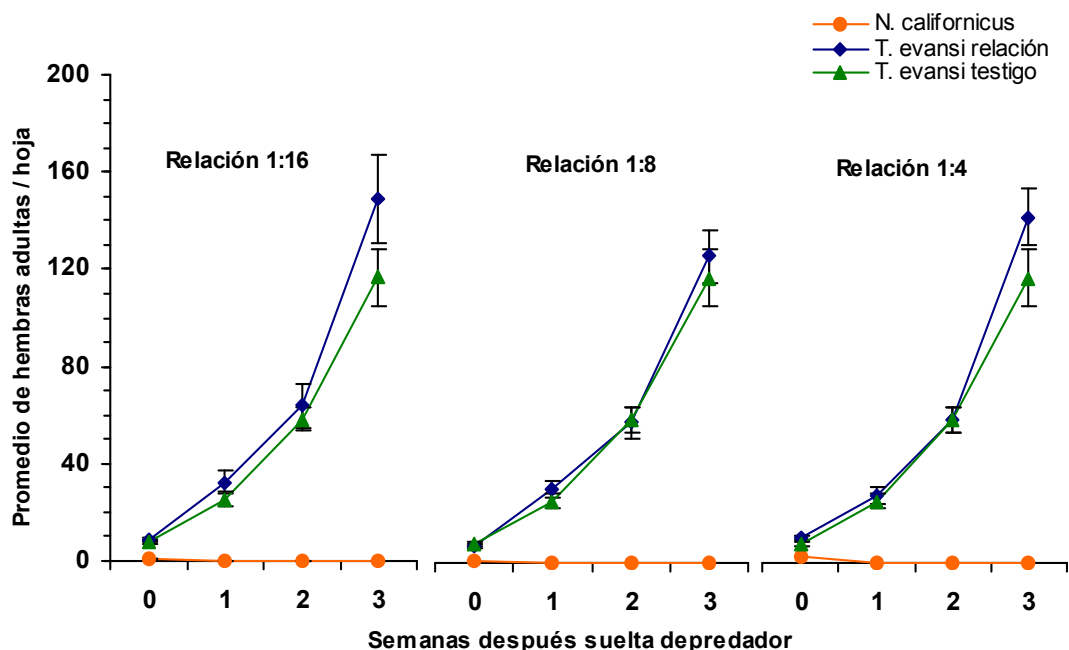 N. californicus
T. evansi relación
T. evansi testigo
Promedio de hembras adultas / hoja
200
160
120
80
40
0
Relación 1:16
Relación 1:8
Relación 1:4
0 1 2 3 0 1 2 3 0 1 2 3
Semanas después suelta depredador